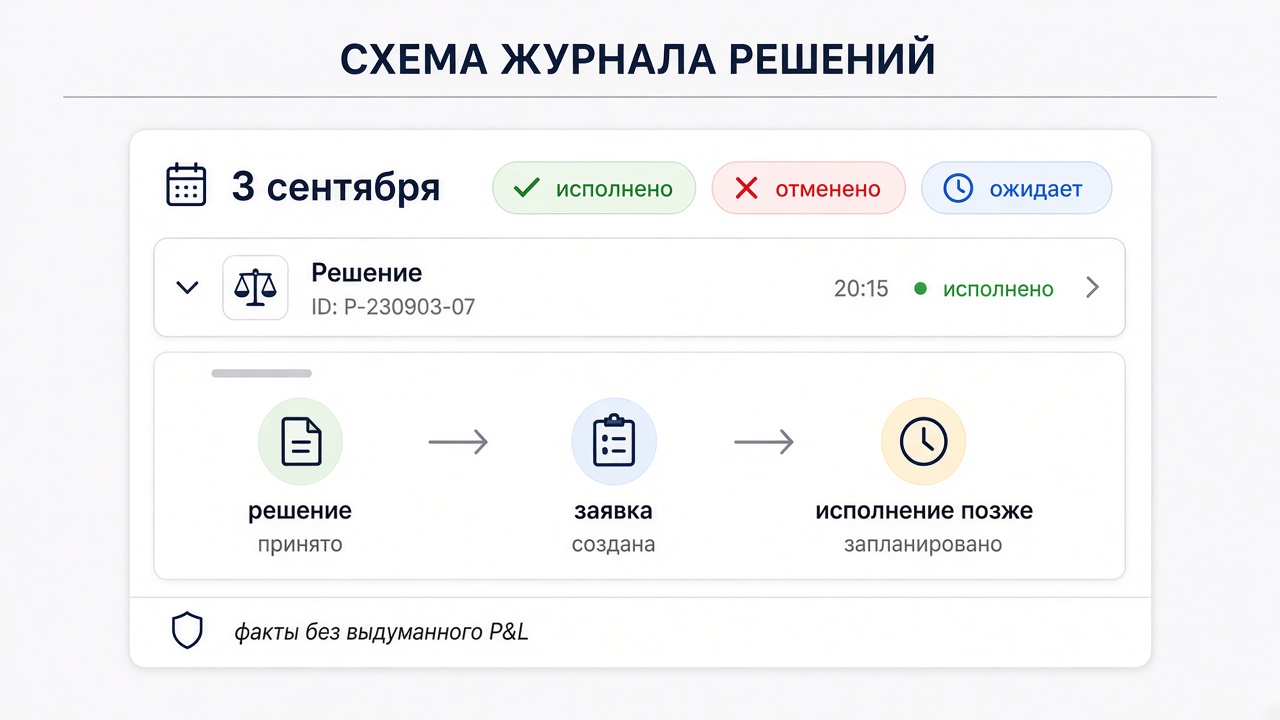 СХЕМА ЖУРНАЛА РЕШЕНИЙ
3 сентября
исполнено
отменено
ожидает
Решение
ID: Р-230903-07
20:15
исполнено
решение
принято
заявка
создана
исполнение позже
запланировано
факты без выдуманного P&L